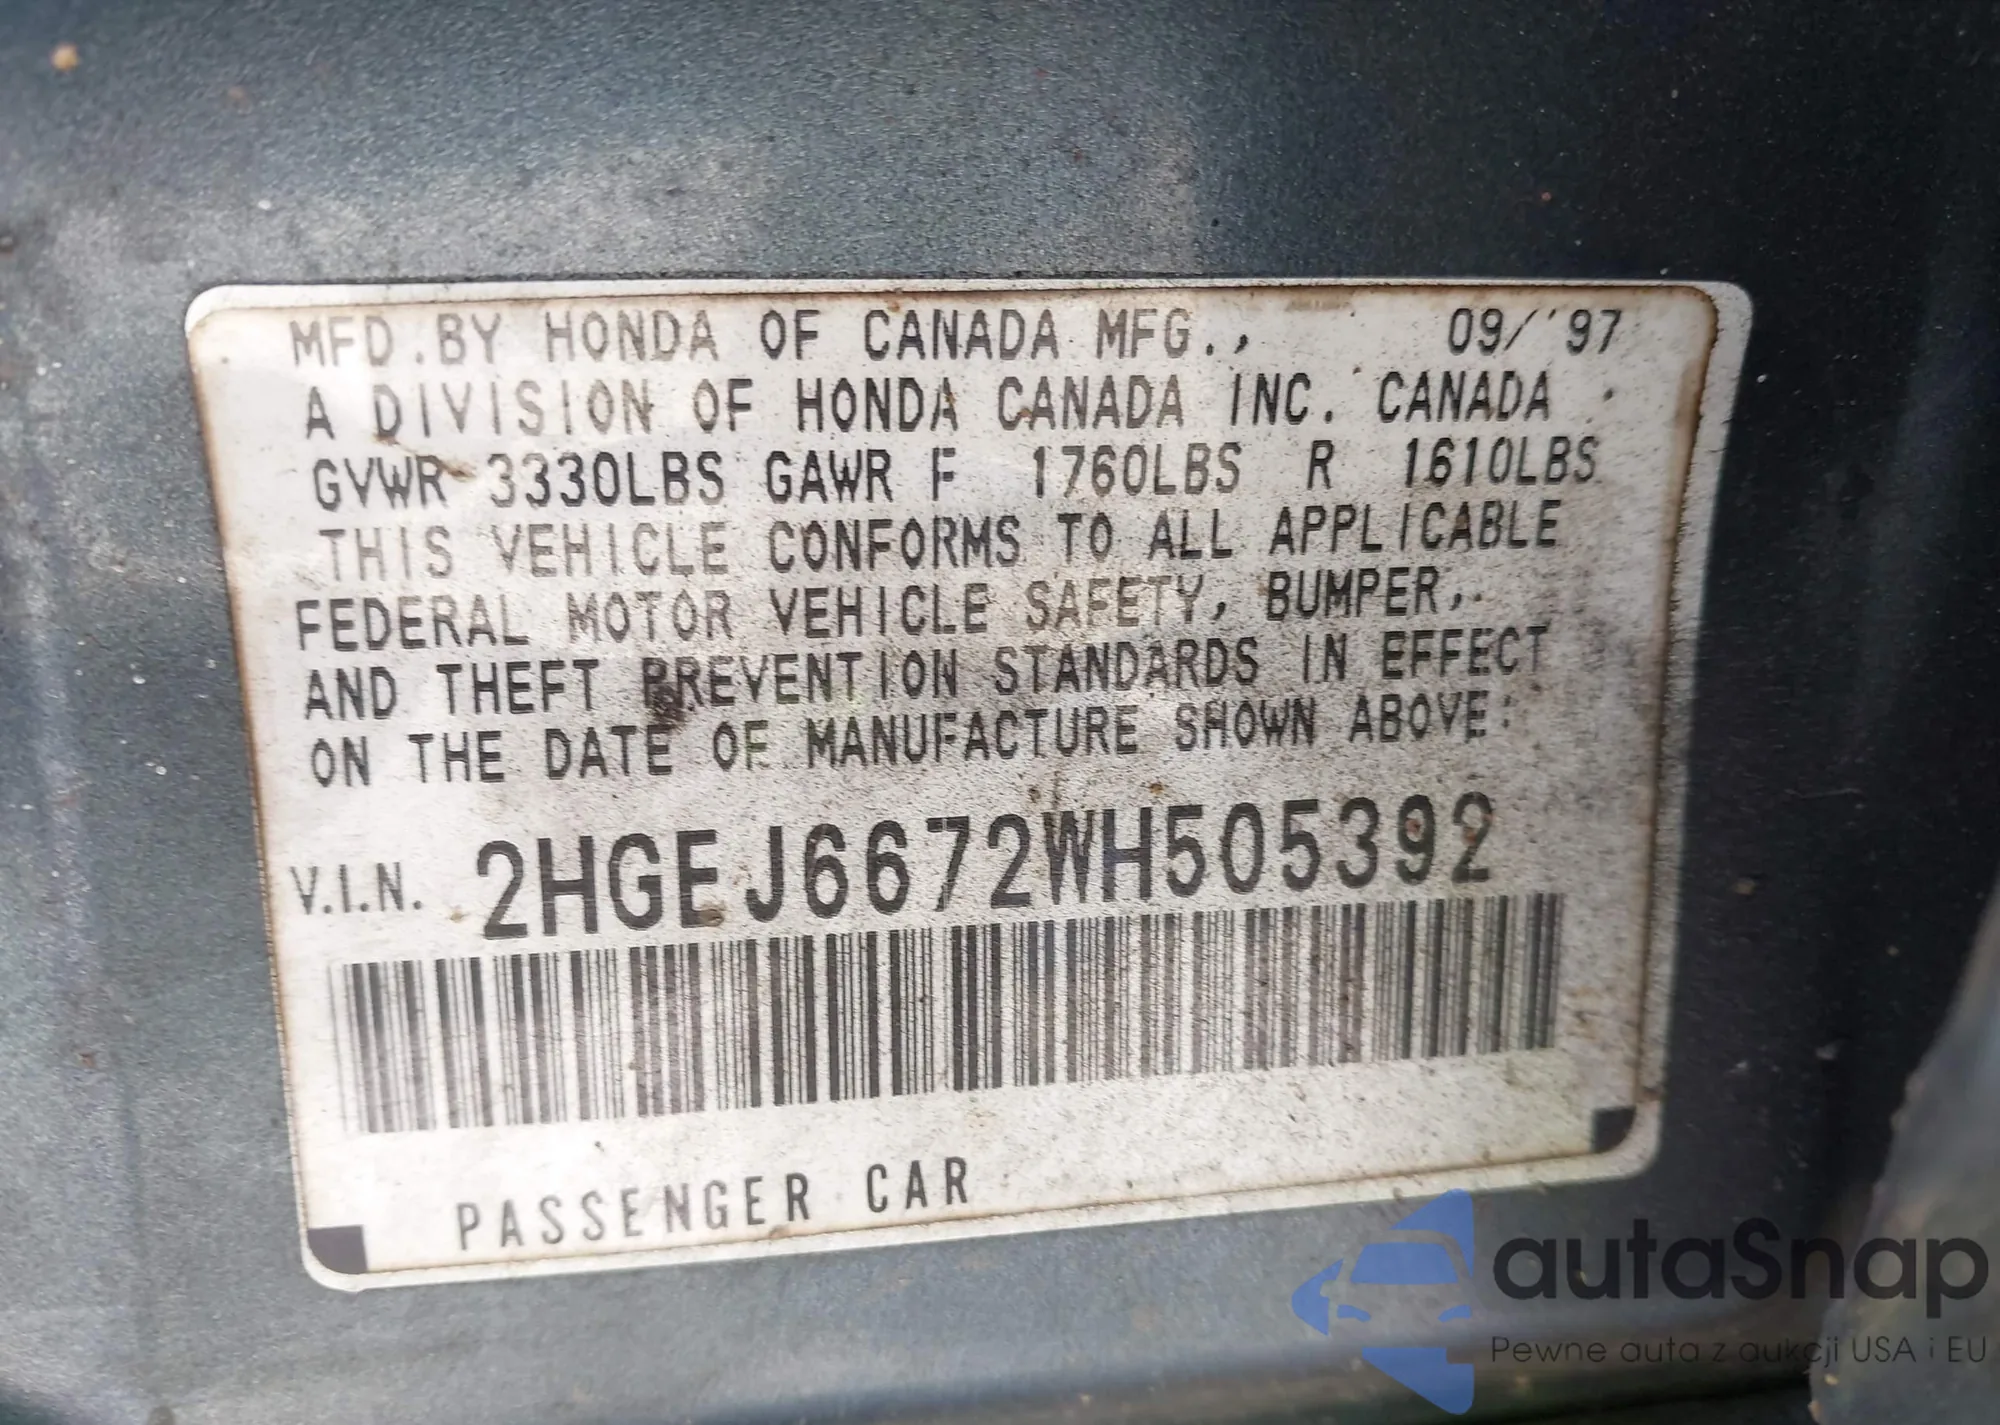 MFD.BY HONDA OF CANADA MFG., 09/'97
A DIVISION OF HONDA CANADA INC. CANADA
GVWR 3330LBS GAWR F 1760LBS R 1610LBS
THIS VEHICLE CONFORMS TO ALL APPLICABLE
FEDERAL MOTOR VEHICLE SAFETY, BUMPER,
AND THEFT PREVENTION STANDARDS IN EFFECT
ON THE DATE OF MANUFACTURE SHOWN ABOVE:
V.I.N. 2HGEJ6672WH505392
PASSENGER CAR
autaSnap
Pewne auta z aukcji USA i EU